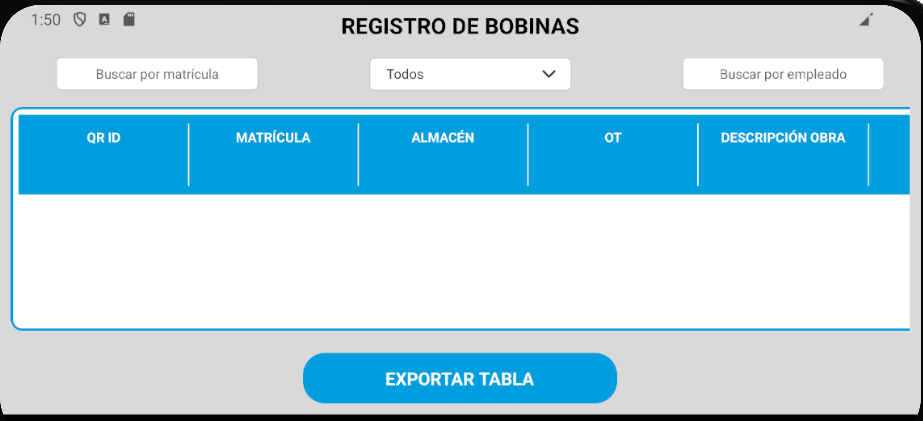 1:50
REGISTRO DE BOBINAS
Buscar por matrícula
Todos
Buscar por empleado
QR ID
MATRÍCULA
ALMACÉN
OT
DESCRIPCIÓN OBRA
EXPORTAR TABLA